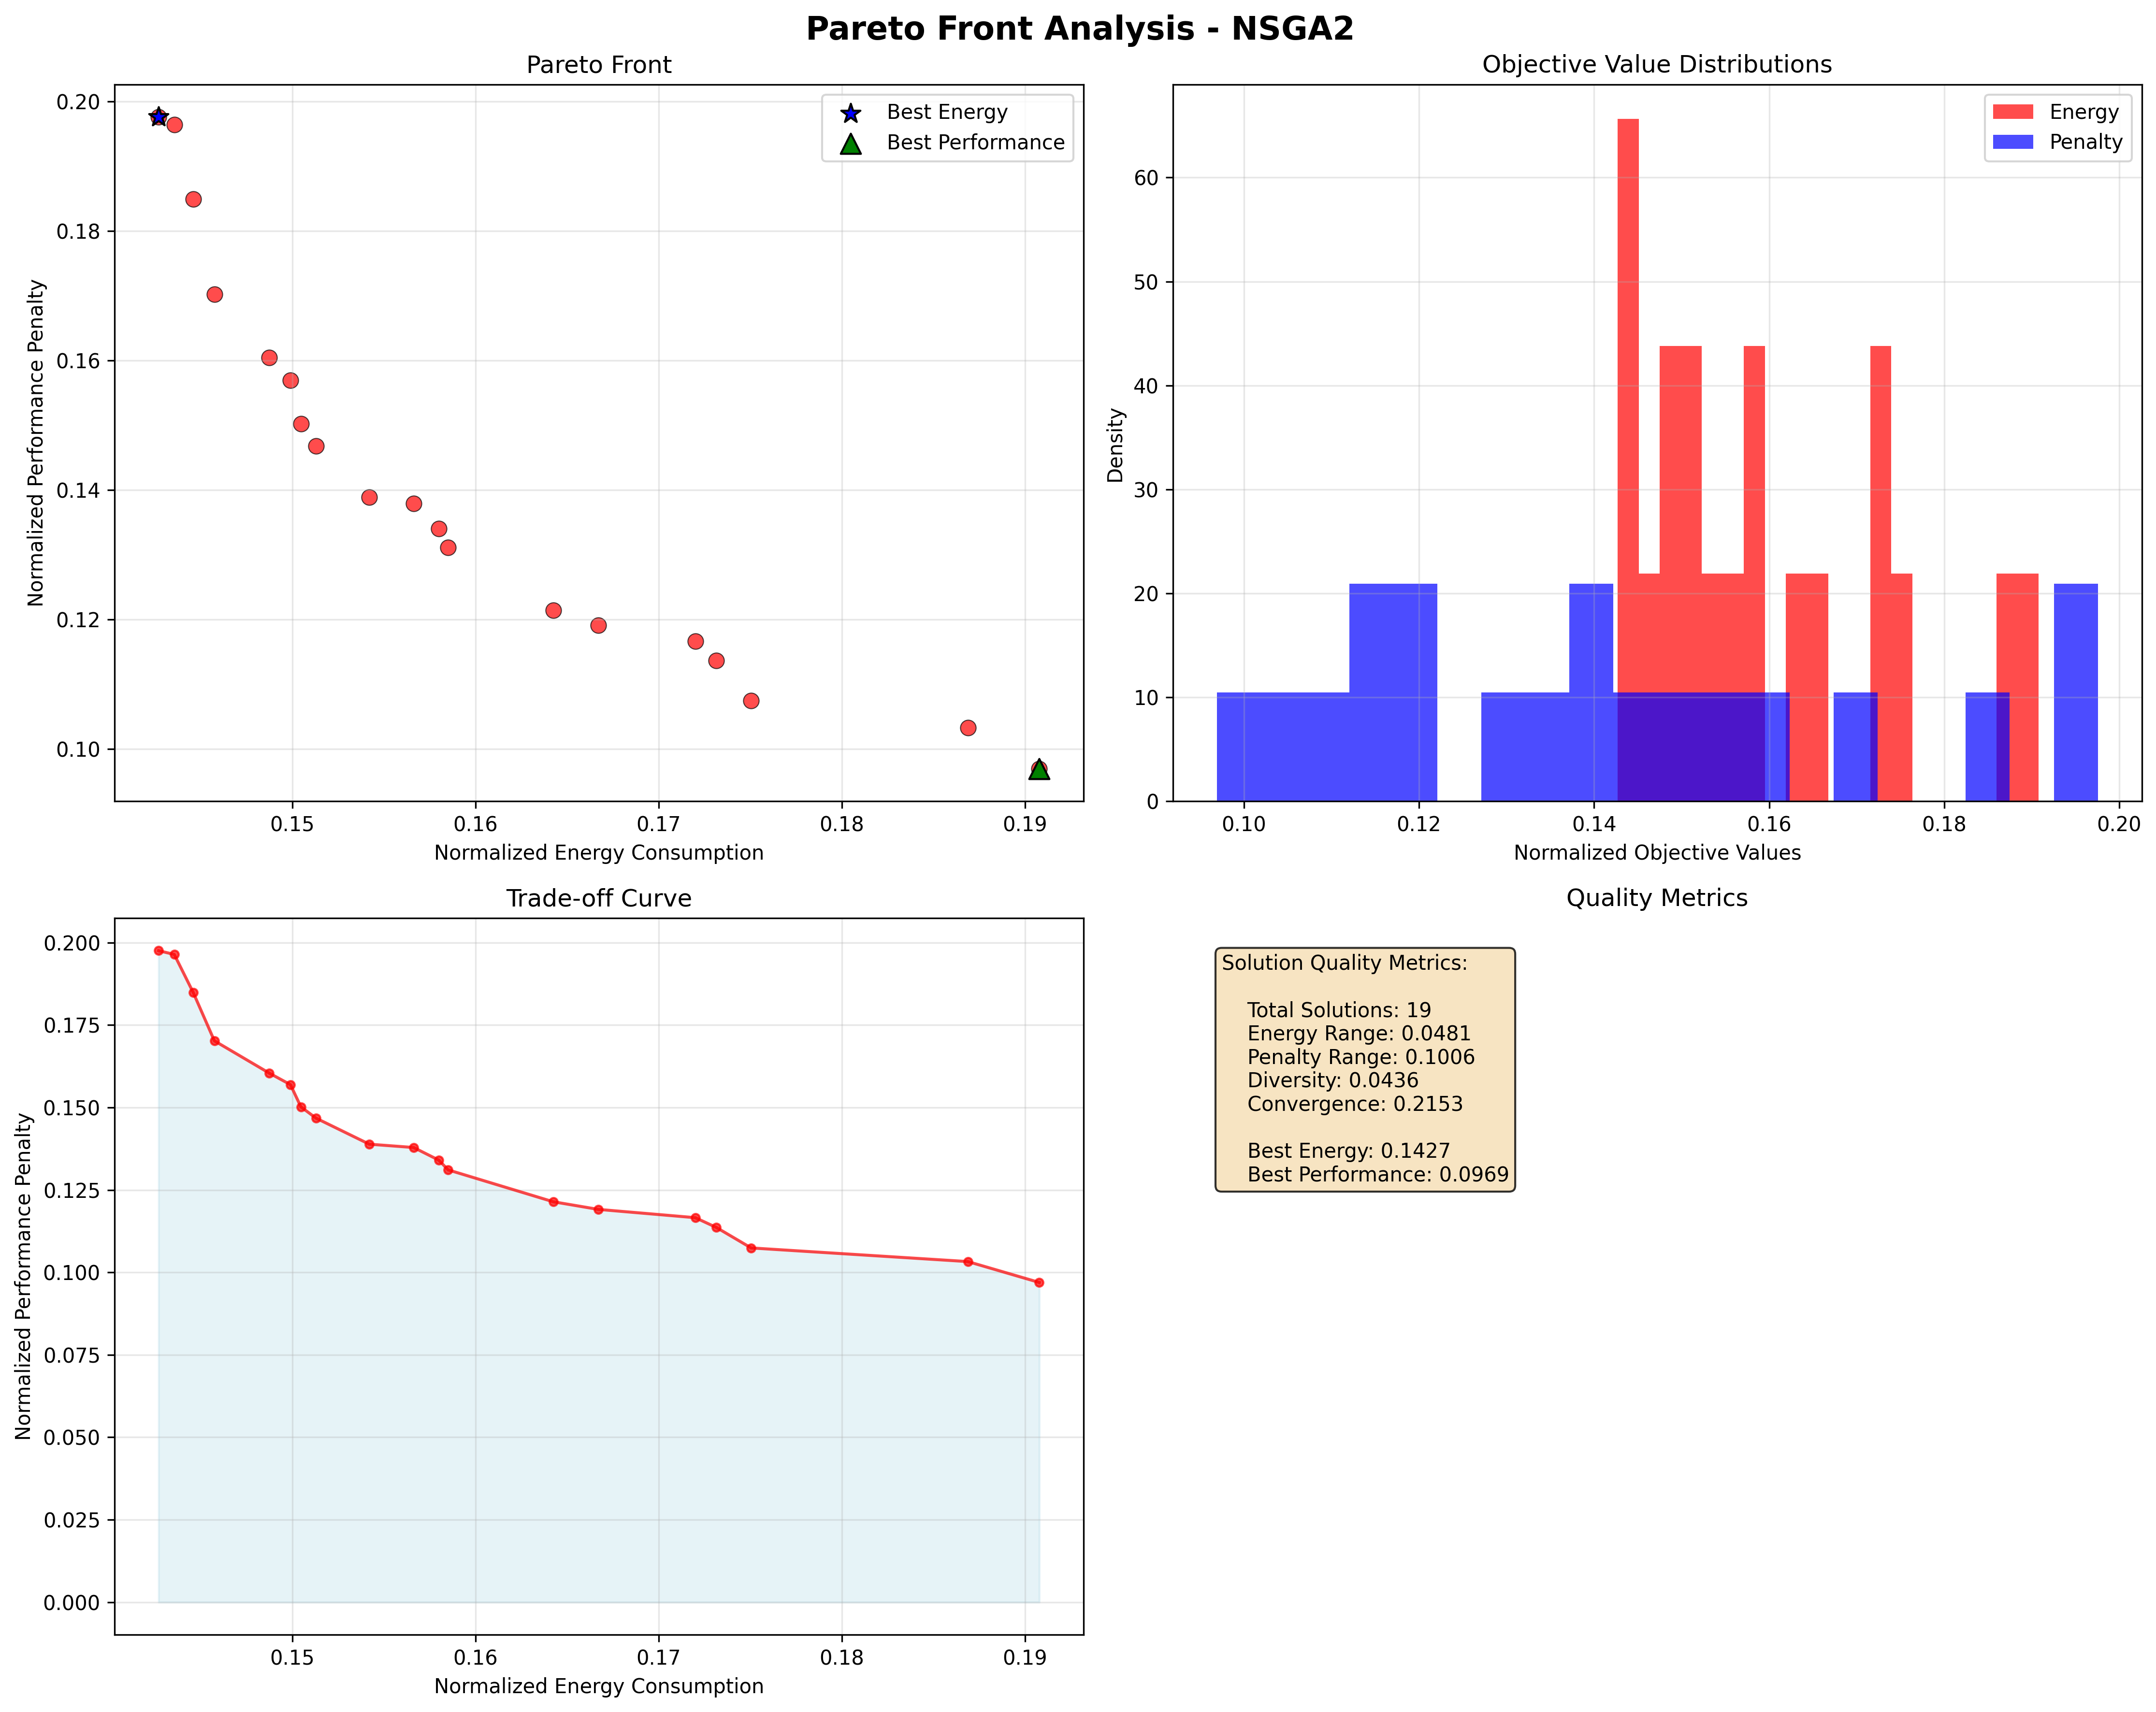 Pareto Front Analysis - NSGA2
Pareto Front
Normalized Performance Penalty
0.20
0.18
0.16
0.14
0.12
0.10
Best Energy
Best Performance
0.15 0.16 0.17 0.18 0.19
Normalized Energy Consumption
Objective Value Distributions
Density
60
50
40
30
20
10
0
Energy
Penalty
0.10 0.12 0.14 0.16 0.18 0.20
Normalized Objective Values
Trade-off Curve
Normalized Performance Penalty
0.200
0.175
0.150
0.125
0.100
0.075
0.050
0.025
0.000
0.15 0.16 0.17 0.18 0.19
Normalized Energy Consumption
Quality Metrics
Solution Quality Metrics:
Total Solutions: 19
Energy Range: 0.0481
Penalty Range: 0.1006
Diversity: 0.0436
Convergence: 0.2153
Best Energy: 0.1427
Best Performance: 0.0969